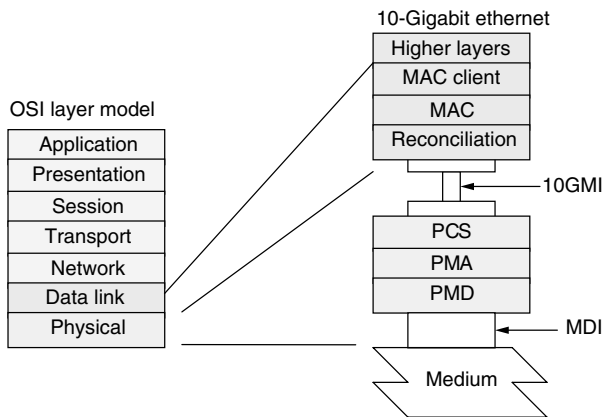 10-Gigabit ethernet
Higher layers
MAC client
MAC
Reconciliation
10GMI
PCS
PMA
PMD
MDI
Medium
OSI layer model
Application
Presentation
Session
Transport
Network
Data link
Physical